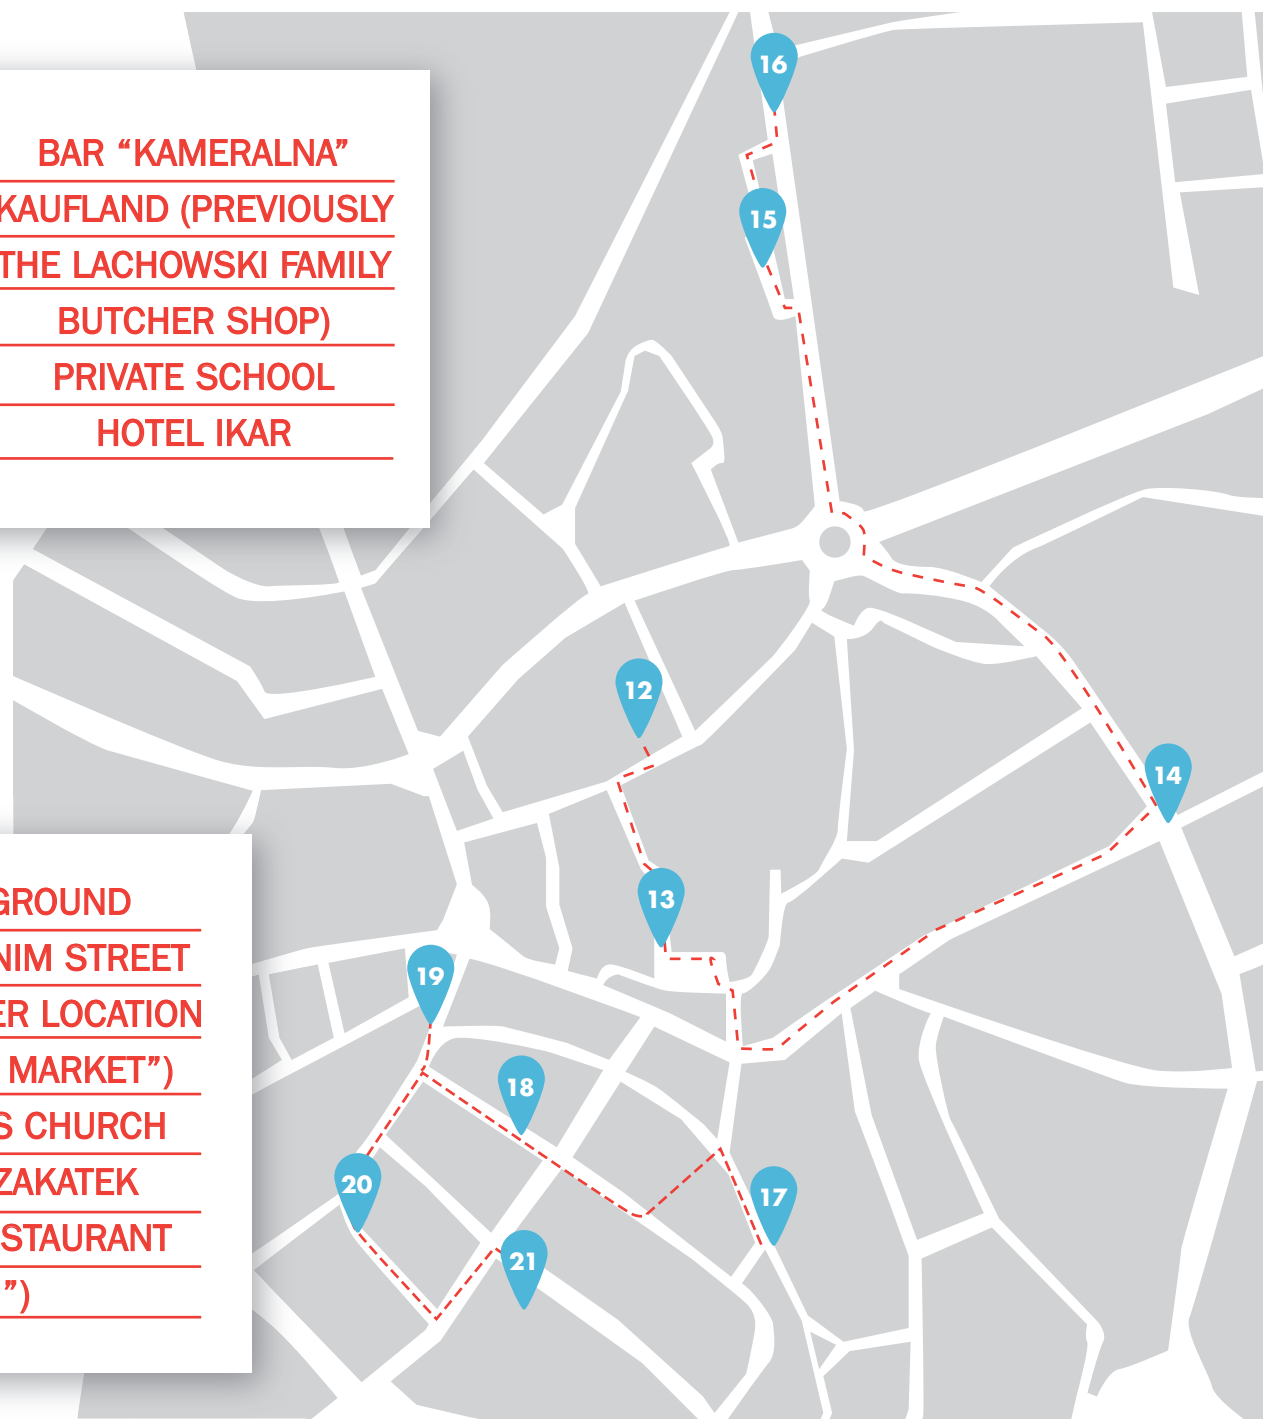 BAR “KAMERALNA”
KAUFLAND (PREVIOUSLY
THE LACHOWSKI FAMILY
BUTCHER SHOP)
PRIVATE SCHOOL
HOTEL IKAR
16
15
12
14
13
19
18
20
17
21
GROUND
NIM STREET
ER LOCATION
MARKET”)
S CHURCH
ZAKATEK
STAURANT
”)